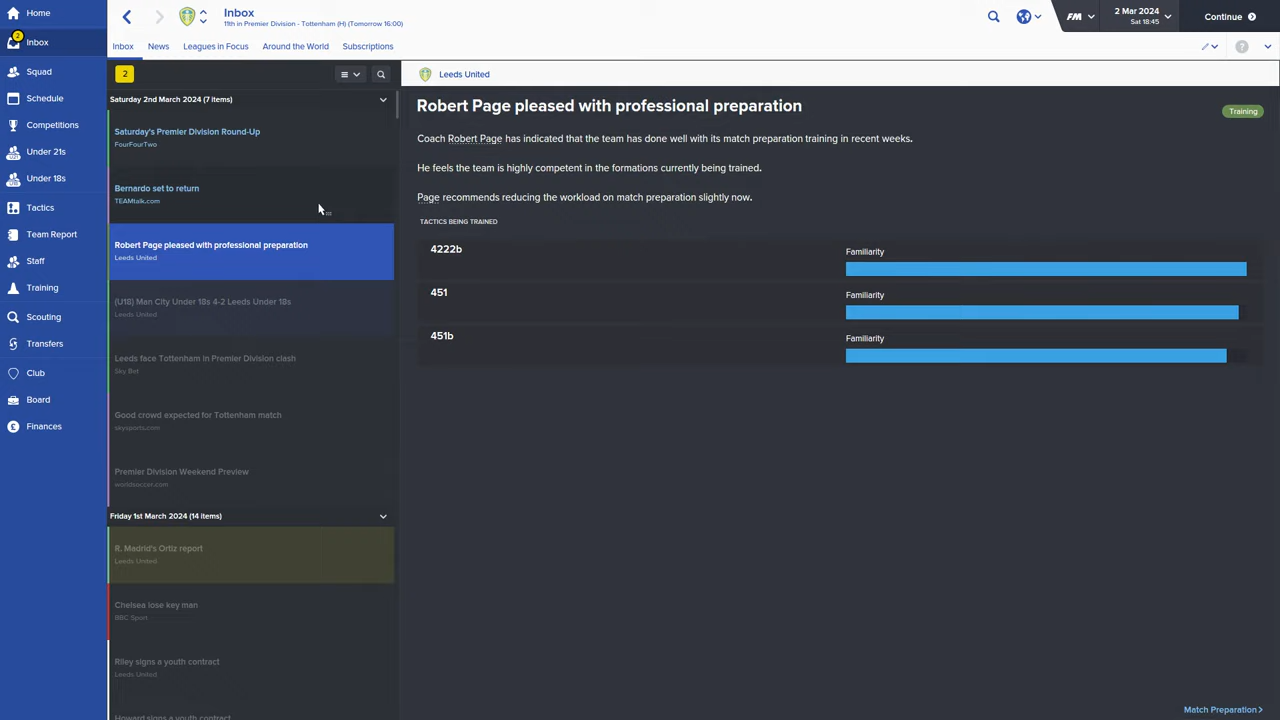 Home
2
Inbox
Squad
Schedule
Competitions
U21s
Under 21s
U18s
Under 18s
Tactics
Team Report
Staff
Training
Scouting
Transfers
Club
Board
Finances
Inbox
11th in Premier Division - Tottenham (H) (Tomorrow 16:00)
FM
2 Mar 2024
Sat 18:45
Continue
Inbox
News
Leagues in Focus
Around the World
Subscriptions
?
2
Saturday 2nd March 2024 (7 items)
Saturday's Premier Division Round-Up
FourFourTwo
Bernardo set to return
TEAMtalk.com
Robert Page pleased with professional preparation
Leeds United
(U18) Man City Under 18s 4-2 Leeds Under 18s
Leeds United
Leeds face Tottenham in Premier Division clash
Sky Bet
Good crowd expected for Tottenham match
skysports.com
Premier Division Weekend Preview
worldsoccer.com
Friday 1st March 2024 (14 items)
R. Madrid's Ortiz report
Leeds United
Chelsea lose key man
BBC Sport
Riley signs a youth contract
Leeds United
Howard signs a youth contract
Leeds United
Robert Page pleased with professional preparation
Training
Coach Robert Page has indicated that the team has done well with its match preparation training in recent weeks.
He feels the team is highly competent in the formations currently being trained.
Page recommends reducing the workload on match preparation slightly now.
TACTICS BEING TRAINED
4222b
Familiarity
451
Familiarity
451b
Familiarity
Match Preparation >